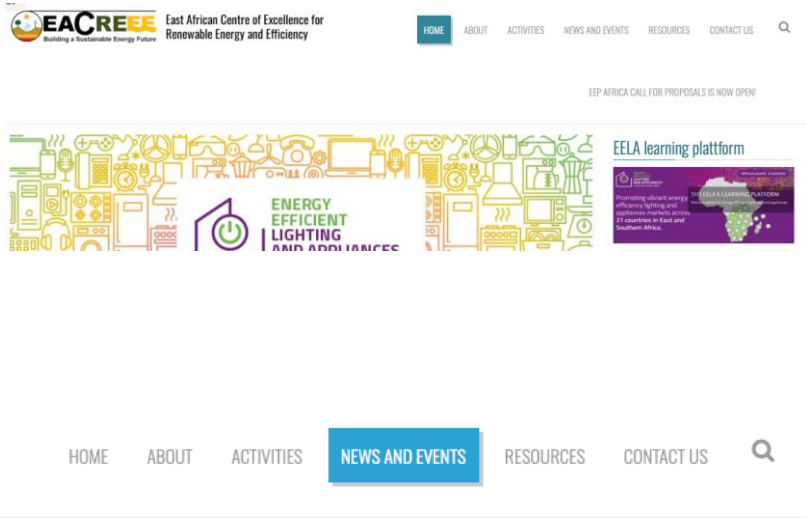 EACREEE
Building a Sustainable Energy Future
East African Centre of Excellence for
Renewable Energy and Efficiency
HOME ABOUT ACTIVITIES NEWS AND EVENTS RESOURCES CONTACT US
EEP AFRICA CALL FOR PROPOSALS IS NOW OPEN!
ENERGY
EFFICIENT
LIGHTING
AND APPLIANCES
EELA learning plattform
Promoting vibrant energy
efficiency lighting and
appliances markets across
21 countries in East and
Southern Africa.
THE EELA E-LEARNING PLATFORM
HOME ABOUT ACTIVITIES NEWS AND EVENTS RESOURCES CONTACT US